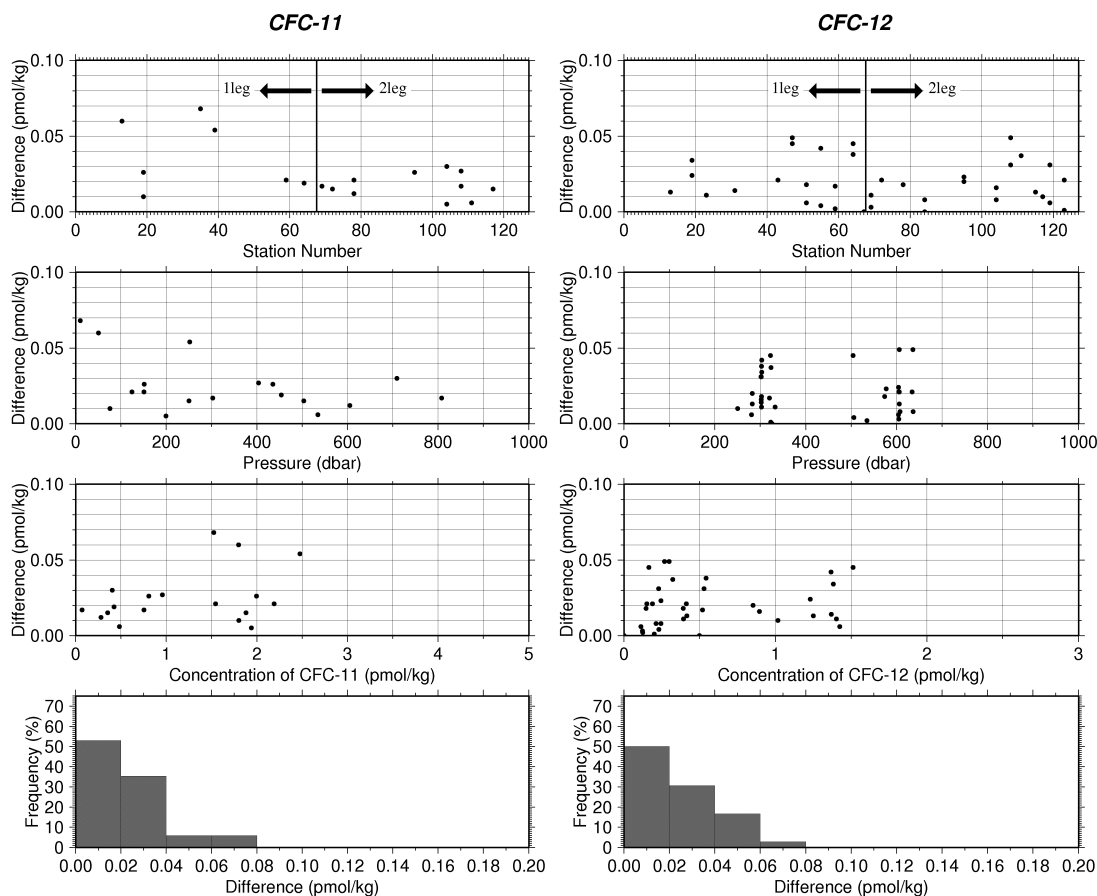 CFC-11
CFC-12
Difference (pmol/kg)
0.10
0.05
0.00
1leg
2leg
0 20 40 60 80 100 120
Station Number
Difference (pmol/kg)
0.10
0.05
0.00
1leg
2leg
0 20 40 60 80 100 120
Station Number
Difference (pmol/kg)
0.10
0.05
0.00
0 200 400 600 800 1000
Pressure (dbar)
Difference (pmol/kg)
0.10
0.05
0.00
0 200 400 600 800 1000
Pressure (dbar)
Difference (pmol/kg)
0.10
0.05
0.00
0 1 2 3 4 5
Concentration of CFC-11 (pmol/kg)
Difference (pmol/kg)
0.10
0.05
0.00
0 1 2 3
Concentration of CFC-12 (pmol/kg)
Frequency (%)
70
60
50
40
30
20
10
0
0.00 0.02 0.04 0.06 0.08 0.10 0.12 0.14 0.16 0.18 0.20
Difference (pmol/kg)
Frequency (%)
70
60
50
40
30
20
10
0
0.00 0.02 0.04 0.06 0.08 0.10 0.12 0.14 0.16 0.18 0.20
Difference (pmol/kg)